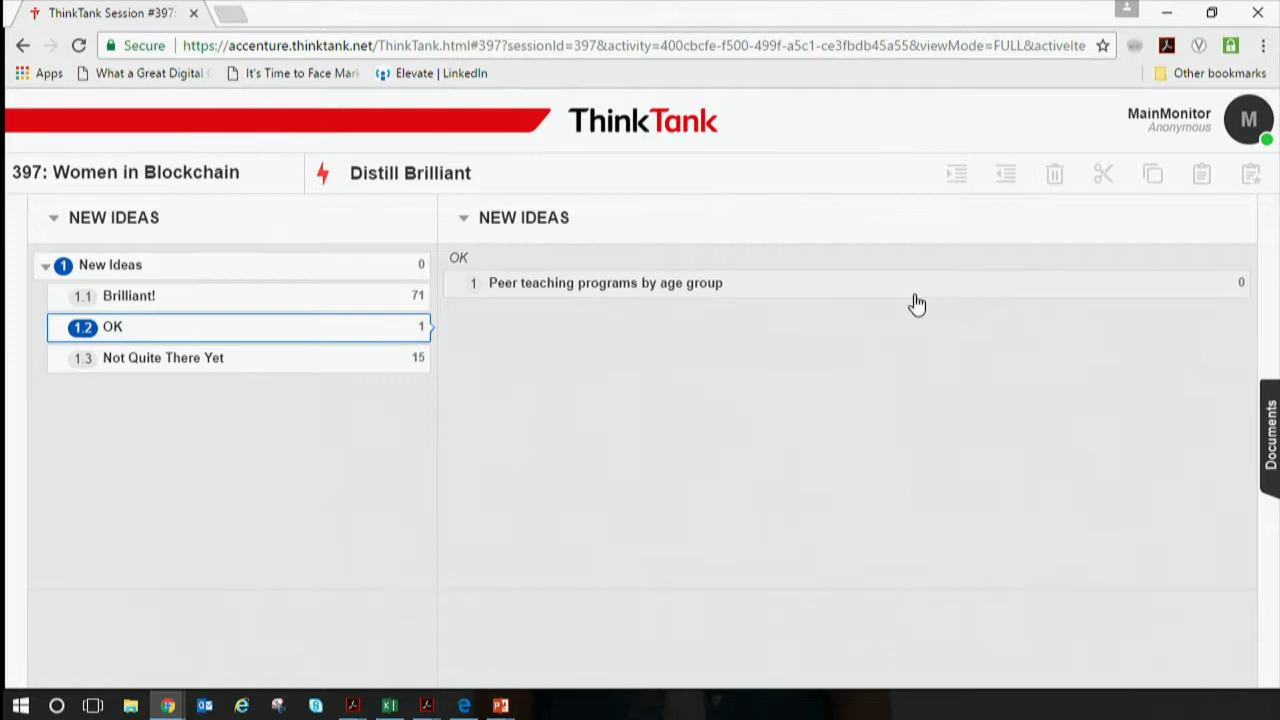 ThinkTank Session #397:
Secure
https://accenture.thinktank.net/ThinkTank.html#397?sessionId=397&activity=400cbcfe-f500-499f-a5c1-ce3fbdb45a55&viewMode=FULL&activeIte
Apps
What a Great Digital
It's Time to Face Mari
Elevate | LinkedIn
Other bookmarks
ThinkTank
MainMonitor
Anonymous
M
397: Women in Blockchain
Distill Brilliant
NEW IDEAS
1 New Ideas 0
1.1 Brilliant! 71
1.2 OK 1
1.3 Not Quite There Yet 15
NEW IDEAS
OK
1 Peer teaching programs by age group 0
Documents